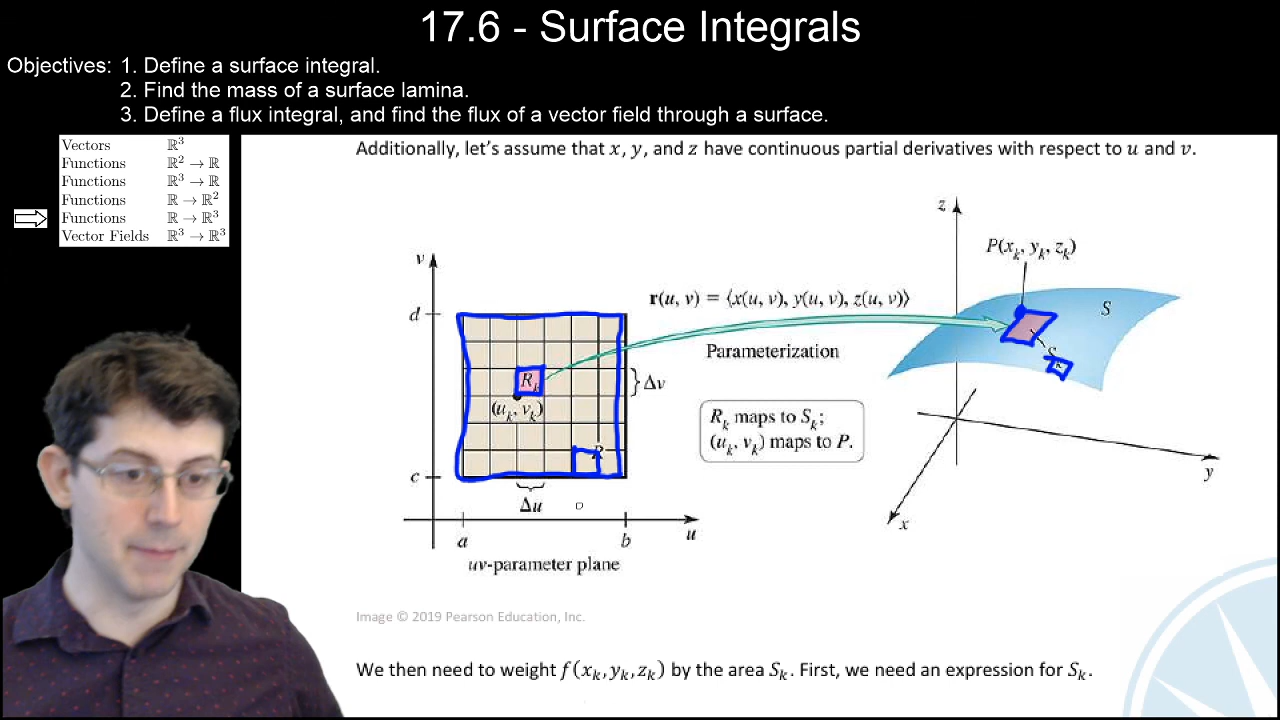 17.6 - Surface Integrals
Objectives: 1. Define a surface integral.
2. Find the mass of a surface lamina.
3. Define a flux integral, and find the flux of a vector field through a surface.
Vectors ℝ³
Functions ℝ² → ℝ
Functions ℝ³ → ℝ
Functions ℝ → ℝ²
Functions ℝ → ℝ³
Vector Fields ℝ³ → ℝ³
Additionally, let's assume that x, y, and z have continuous partial derivatives with respect to u and v.
z
P(xₖ, yₖ, zₖ)
v
r(u, v) = ⟨x(u, v), y(u, v), z(u, v)⟩
S
d
Parameterization
Sₖ
Rₖ
}Δv
(uₖ, vₖ)
Rₖ maps to Sₖ;
(uₖ, vₖ) maps to P.
R
c
y
Δu
x
a
b
u
uv-parameter plane
Image © 2019 Pearson Education, Inc.
We then need to weight f(xₖ, yₖ, zₖ) by the area Sₖ. First, we need an expression for Sₖ.